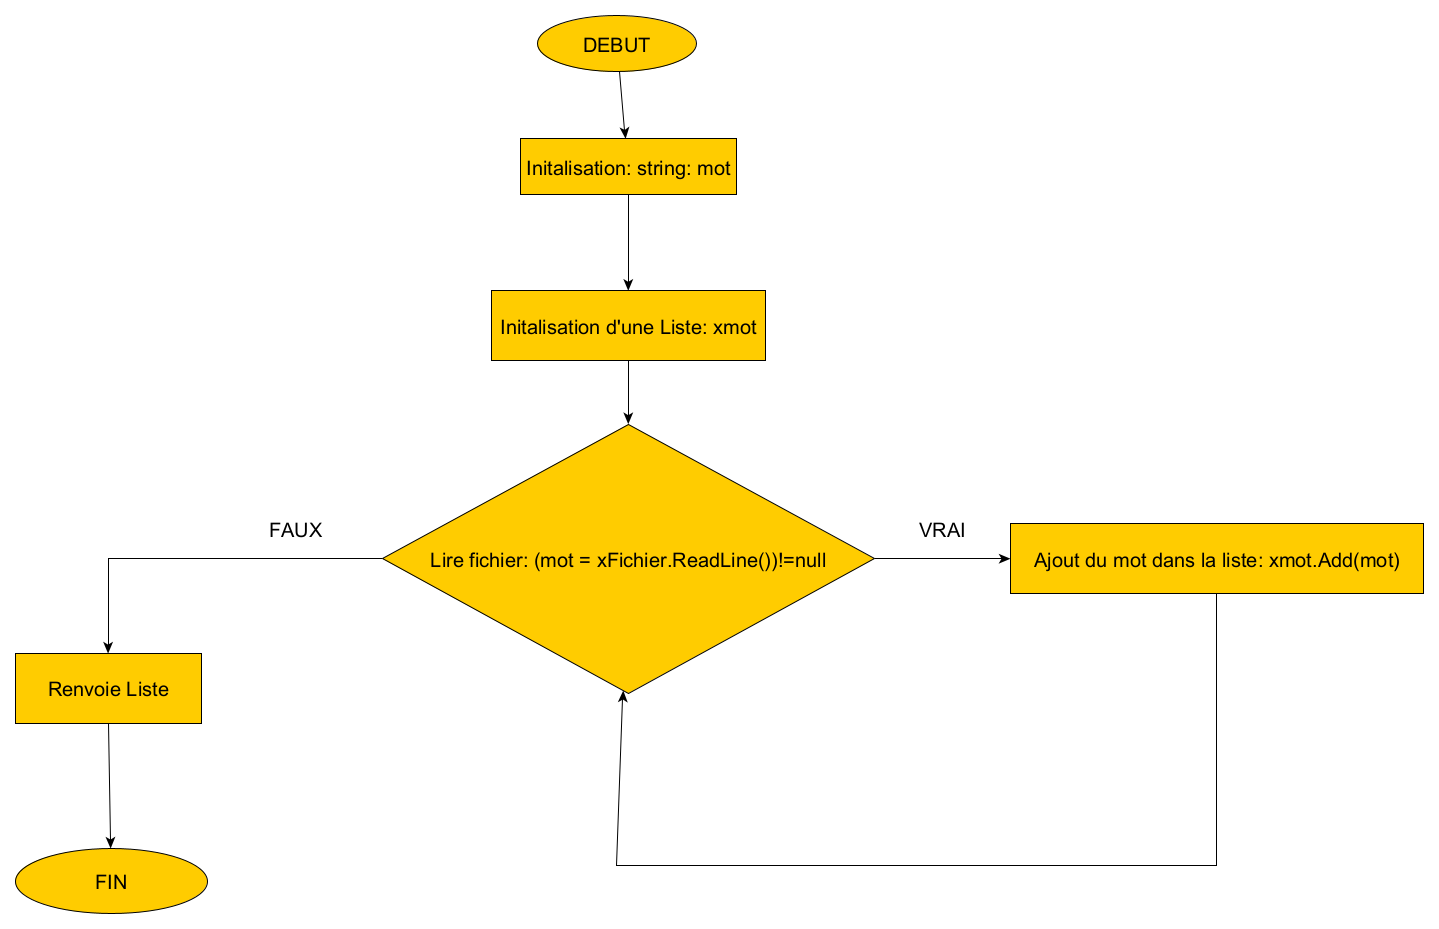 DEBUT
Initalisation: string: mot
Initalisation d'une Liste: xmot
FAUX
VRAI
Lire fichier: (mot = xFichier.ReadLine())!=null
Ajout du mot dans la liste: xmot.Add(mot)
Renvoie Liste
FIN